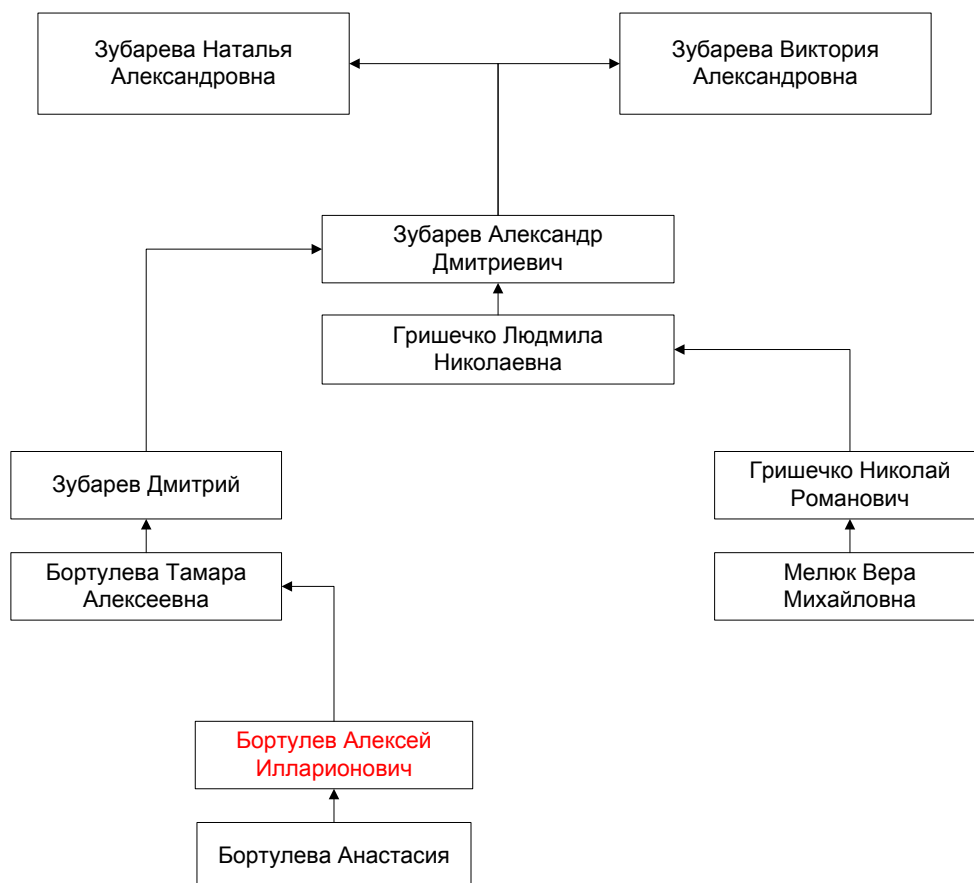 Зубарева Наталья
Александровна
Зубарева Виктория
Александровна
Зубарев Александр
Дмитриевич
Гришечко Людмила
Николаевна
Зубарев Дмитрий
Гришечко Николай
Романович
Бортулева Тамара
Алексеевна
Мелюк Вера
Михайловна
Бортулев Алексей
Илларионович
Бортулева Анастасия